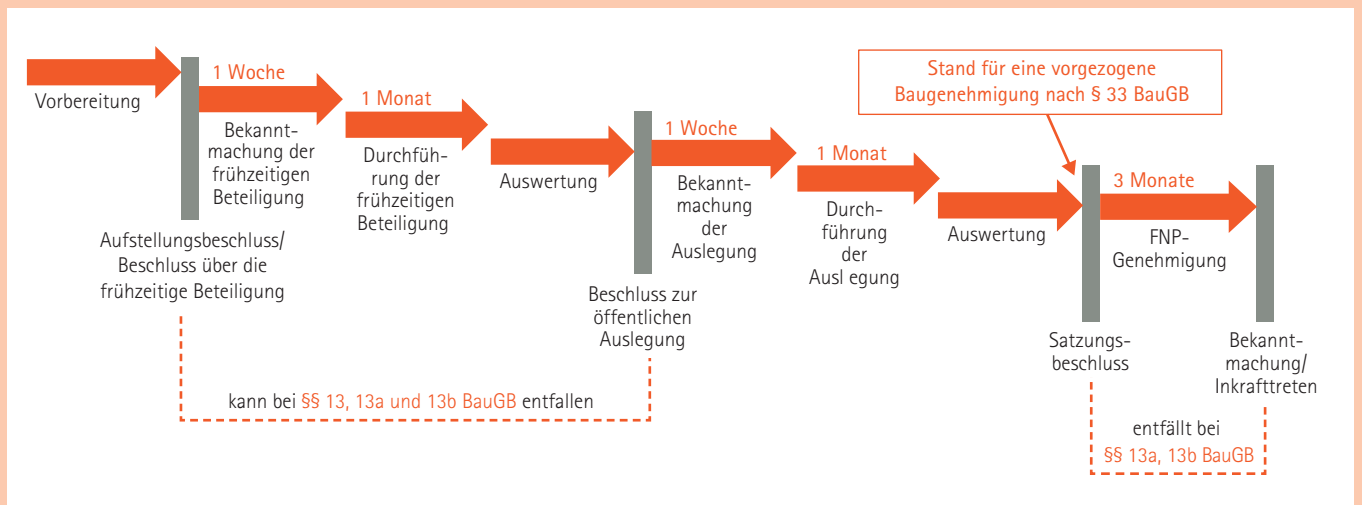 Vorbereitung
1 Woche
Bekannt-
machung der
frühzeitigen
Beteiligung
Aufstellungsbeschluss/
Beschluss über die
frühzeitige Beteiligung
1 Monat
Durchfüh-
rung der
frühzeitigen
Beteiligung
Auswertung
Beschluss zur
öffentlichen
Auslegung
kann bei §§ 13, 13a und 13b BauGB entfallen
1 Woche
Bekannt-
machung
der
Auslegung
1 Monat
Durch-
führung
der
Ausl egung
Auswertung
Stand für eine vorgezogene
Baugenehmigung nach § 33 BauGB
Satzungs-
beschluss
3 Monate
FNP-
Genehmigung
Bekannt-
machung/
Inkrafttreten
entfällt bei
§§ 13a, 13b BauGB